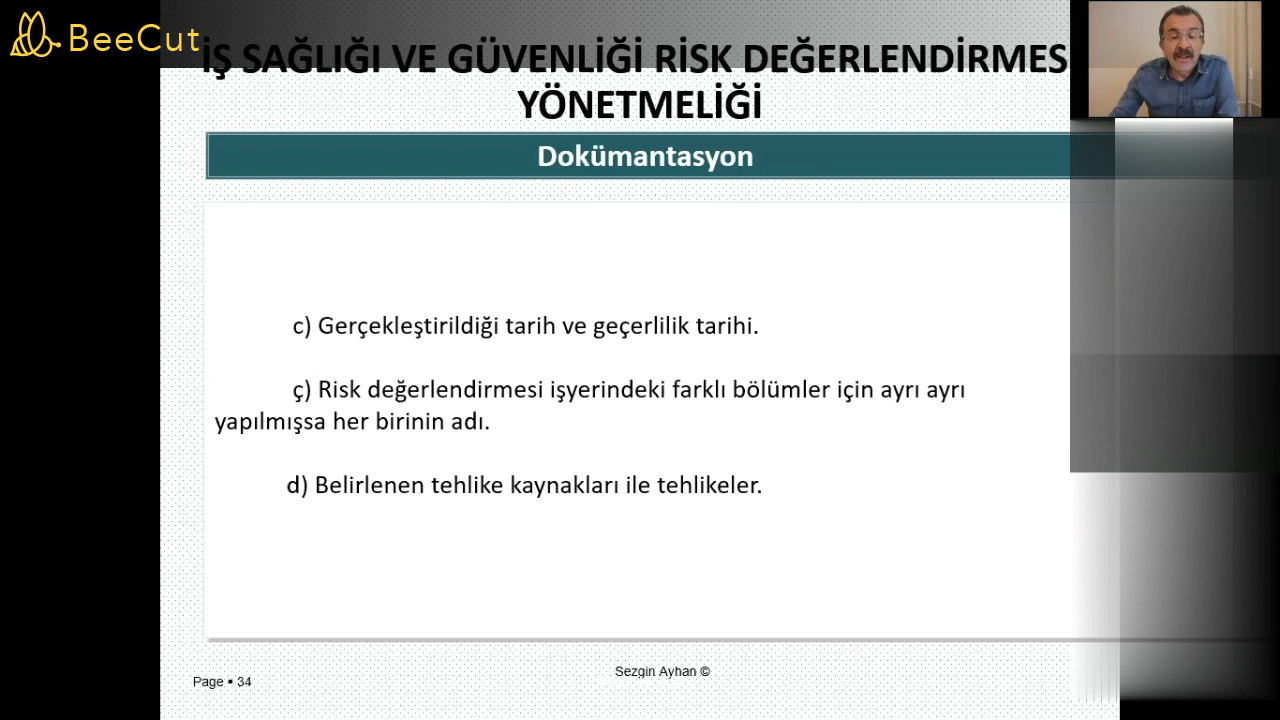 BeeCut
İŞ SAĞLIĞI VE GÜVENLİĞİ RİSK DEĞERLENDİRMES
YÖNETMELİĞİ
Dokümantasyon
c) Gerçekleştirildiği tarih ve geçerlilik tarihi.
ç) Risk değerlendirmesi işyerindeki farklı bölümler için ayrı ayrı
yapılmışsa her birinin adı.
d) Belirlenen tehlike kaynakları ile tehlikeler.
Sezgin Ayhan ©
Page ▪ 34